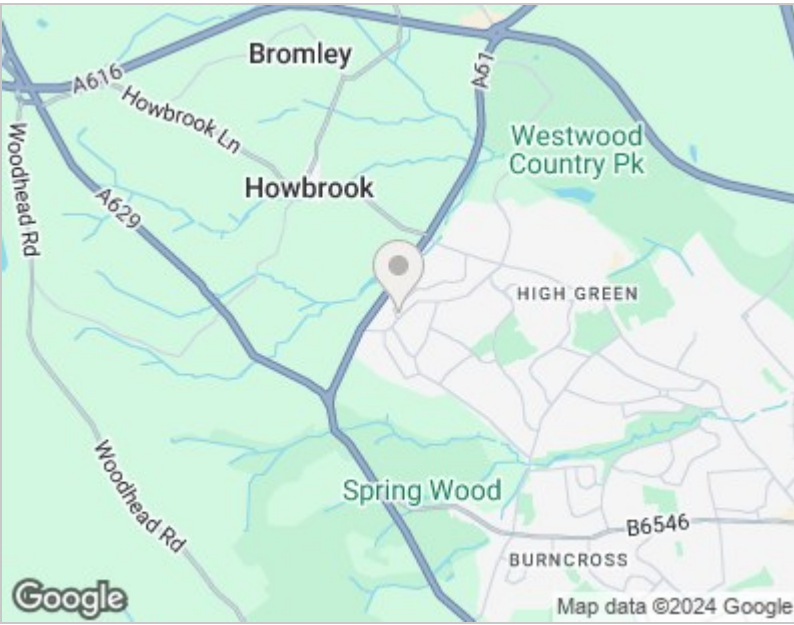 Bromley
A61
A616
Howbrook Ln
Westwood
Country Pk
Woodhead Rd
Howbrook
A629
HIGH GREEN
Woodhead Rd
Spring Wood
B6546
BURNCROSS
Google
Map data ©2024 Google